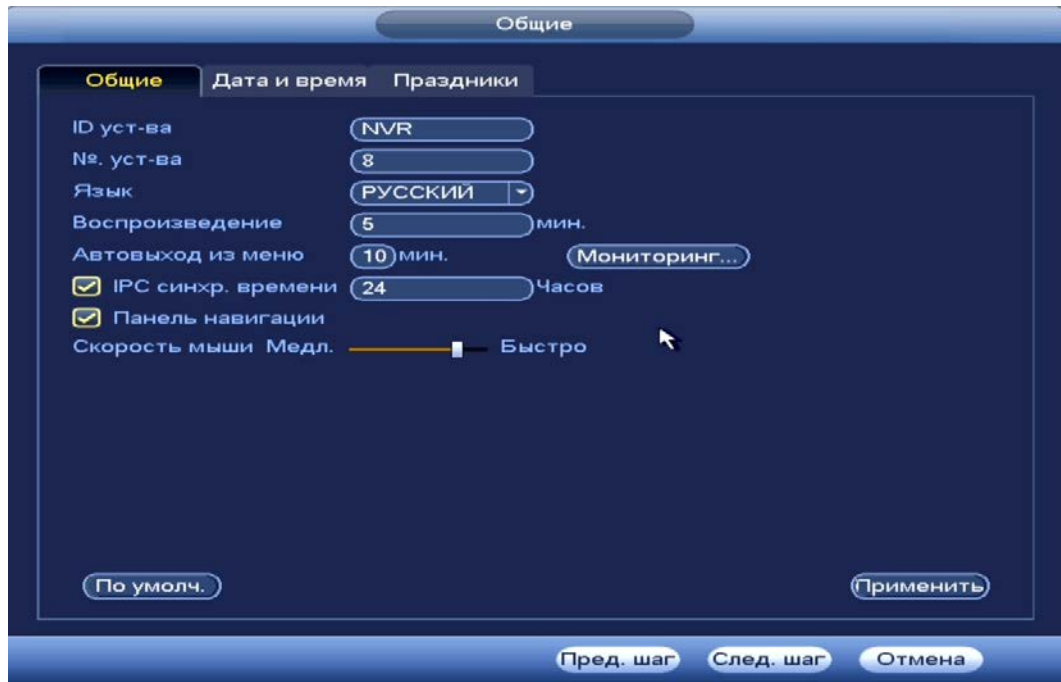 Общие
Общие Дата и время Праздники
ID уст-ва NVR
№. уст-ва 8
Язык РУССКИЙ
Воспроизведение 5 мин.
Автовыход из меню 10 мин. Мониторинг...
IPC синхр. времени 24 Часов
Панель навигации
Скорость мыши Медл. Быстро
По умолч. Применить
Пред. шаг След. шаг Отмена